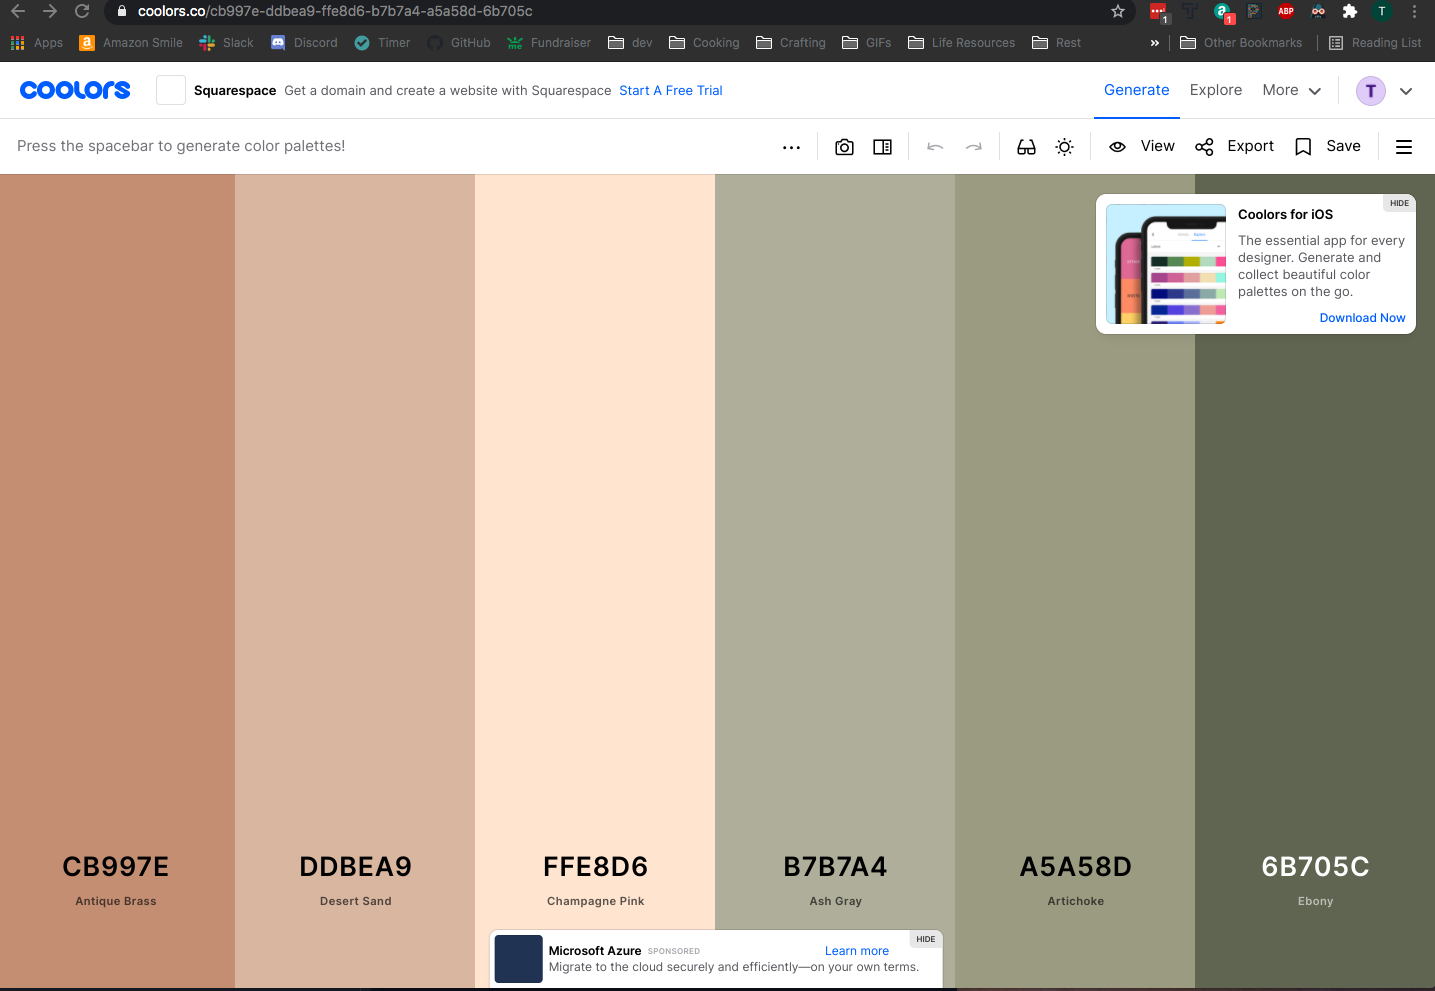 coolors.co/cb997e-ddbea9-ffe8d6-b7b7a4-a5a58d-6b705c
1
a
1
ABP
T
Apps
a Amazon Smile
Slack
Discord
Timer
GitHub
me Fundraiser
dev
Cooking
Crafting
GIFs
Life Resources
Rest
»
Other Bookmarks
Reading List
coolors
Squarespace Get a domain and create a website with Squarespace Start A Free Trial
Generate
Explore
More
T
Press the spacebar to generate color palettes!
View
Export
Save
HIDE
Coolors for iOS
The essential app for every
designer. Generate and
collect beautiful color
palettes on the go.
Download Now
CB997E
Antique Brass
DDBEA9
Desert Sand
FFE8D6
Champagne Pink
B7B7A4
Ash Gray
A5A58D
Artichoke
6B705C
Ebony
HIDE
Microsoft Azure SPONSORED Learn more
Migrate to the cloud securely and efficiently—on your own terms.